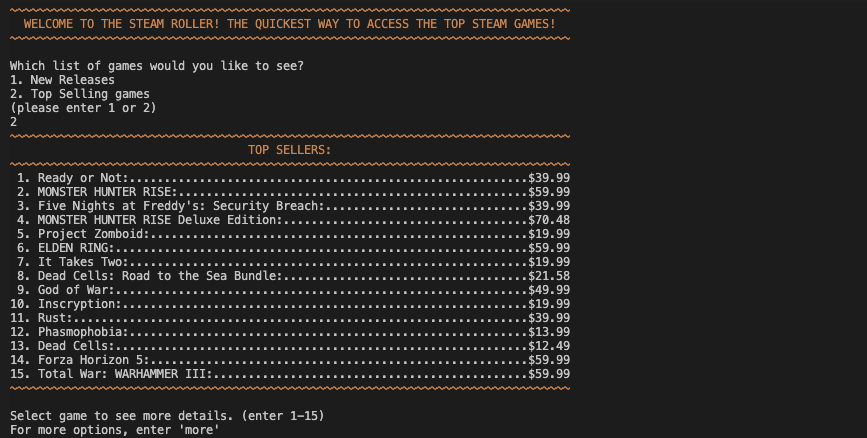 ~~~~~~~~~~~~~~~~~~~~~~~~~~~~~~~~~~~~~~~~~~~~~~~~~~~~~~~~~~~~~~~~~~~~~~~~~~~~~~~~
WELCOME TO THE STEAM ROLLER! THE QUICKEST WAY TO ACCESS THE TOP STEAM GAMES!
~~~~~~~~~~~~~~~~~~~~~~~~~~~~~~~~~~~~~~~~~~~~~~~~~~~~~~~~~~~~~~~~~~~~~~~~~~~~~~~~
Which list of games would you like to see?
1. New Releases
2. Top Selling games
(please enter 1 or 2)
2
~~~~~~~~~~~~~~~~~~~~~~~~~~~~~~~~~~~~~~~~~~~~~~~~~~~~~~~~~~~~~~~~~~~~~~~~~~~~~~~~
TOP SELLERS:
~~~~~~~~~~~~~~~~~~~~~~~~~~~~~~~~~~~~~~~~~~~~~~~~~~~~~~~~~~~~~~~~~~~~~~~~~~~~~~~~
1. Ready or Not:.........................................................$39.99
2. MONSTER HUNTER RISE:..................................................$59.99
3. Five Nights at Freddy's: Security Breach:.............................$39.99
4. MONSTER HUNTER RISE Deluxe Edition:...................................$70.48
5. Project Zomboid:......................................................$19.99
6. ELDEN RING:...........................................................$59.99
7. It Takes Two:.........................................................$19.99
8. Dead Cells: Road to the Sea Bundle:...................................$21.58
9. God of War:...........................................................$49.99
10. Inscryption:..........................................................$19.99
11. Rust:.................................................................$39.99
12. Phasmophobia:.........................................................$13.99
13. Dead Cells:...........................................................$12.49
14. Forza Horizon 5:......................................................$59.99
15. Total War: WARHAMMER III:.............................................$59.99
~~~~~~~~~~~~~~~~~~~~~~~~~~~~~~~~~~~~~~~~~~~~~~~~~~~~~~~~~~~~~~~~~~~~~~~~~~~~~~~~
Select game to see more details. (enter 1-15)
For more options, enter 'more'